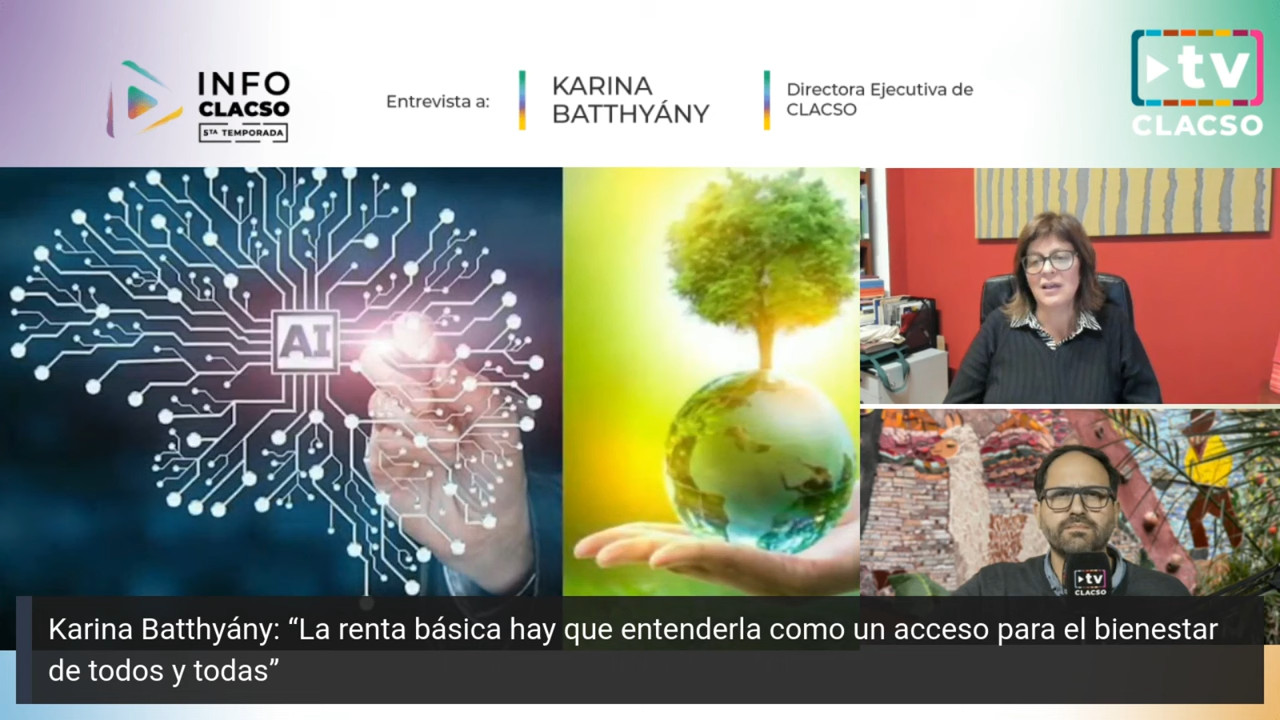 INFO
CLACSO
5TA TEMPORADA
Entrevista a:
KARINA
BATTHYÁNY
Directora Ejecutiva de
CLACSO
tv
CLACSO
AI
tv
CLACSO
Karina Batthyány: “La renta básica hay que entenderla como un acceso para el bienestar
de todos y todas”